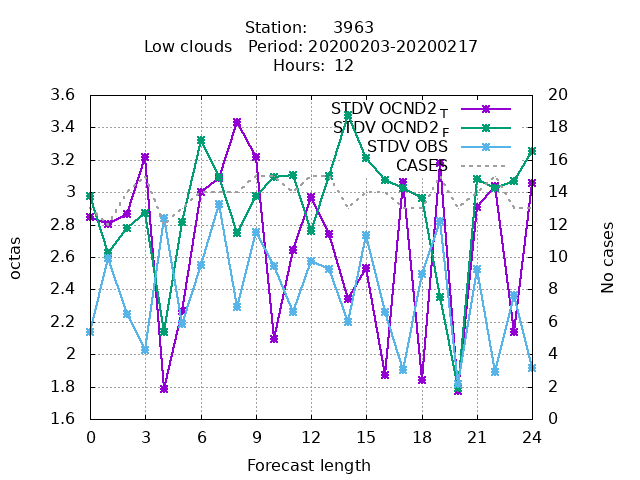 Station: 3963
Low clouds Period: 20200203-20200217
Hours: 12
STDV OCND2_T
STDV OCND2_F
STDV OBS
CASES
3.6
3.4
3.2
3
2.8
2.6
2.4
2.2
2
1.8
1.6
octas
20
18
16
14
12
10
8
6
4
2
0
No cases
0 3 6 9 12 15 18 21 24
Forecast length